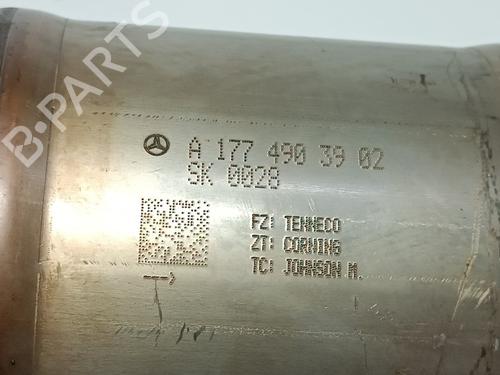 A 177 490 39 02
SK 0028
FZ: TENNECO
ZT: CORNING
TC: JOHNSON M.
B-PARTS